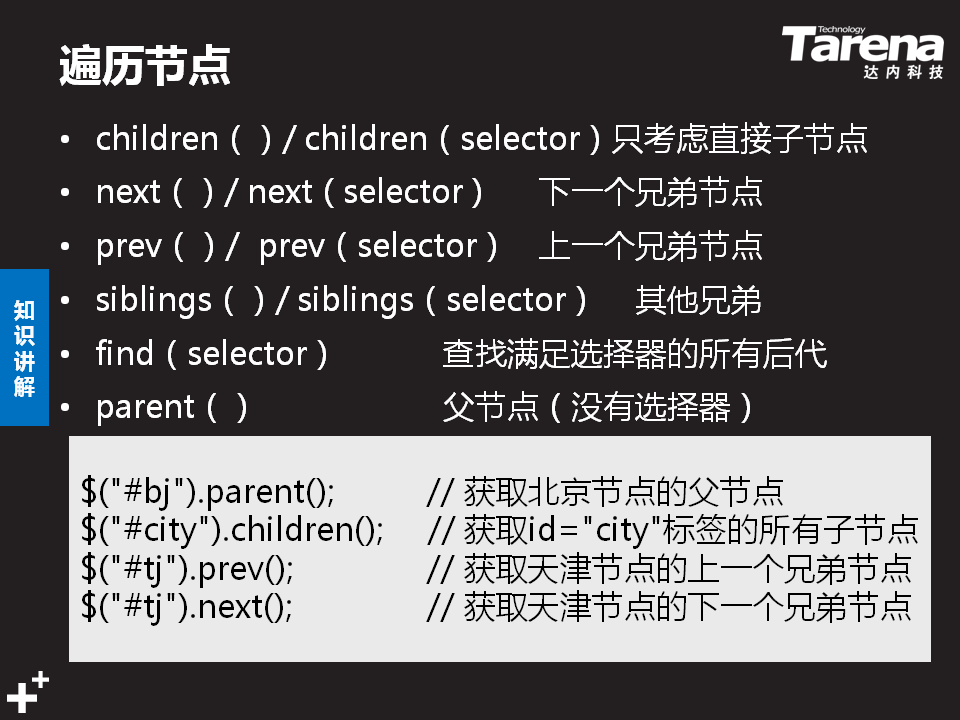 Technology
Tarena
达内科技
遍历节点
• children（ ）/ children（selector）只考虑直接子节点
• next（ ）/ next（selector） 下一个兄弟节点
• prev（ ）/ prev（selector） 上一个兄弟节点
• siblings（ ）/ siblings（selector） 其他兄弟
• find（selector） 查找满足选择器的所有后代
• parent（ ） 父节点（没有选择器）
知识讲解
$("#bj").parent(); // 获取北京节点的父节点
$("#city").children(); // 获取id="city"标签的所有子节点
$("#tj").prev(); // 获取天津节点的上一个兄弟节点
$("#tj").next(); // 获取天津节点的下一个兄弟节点